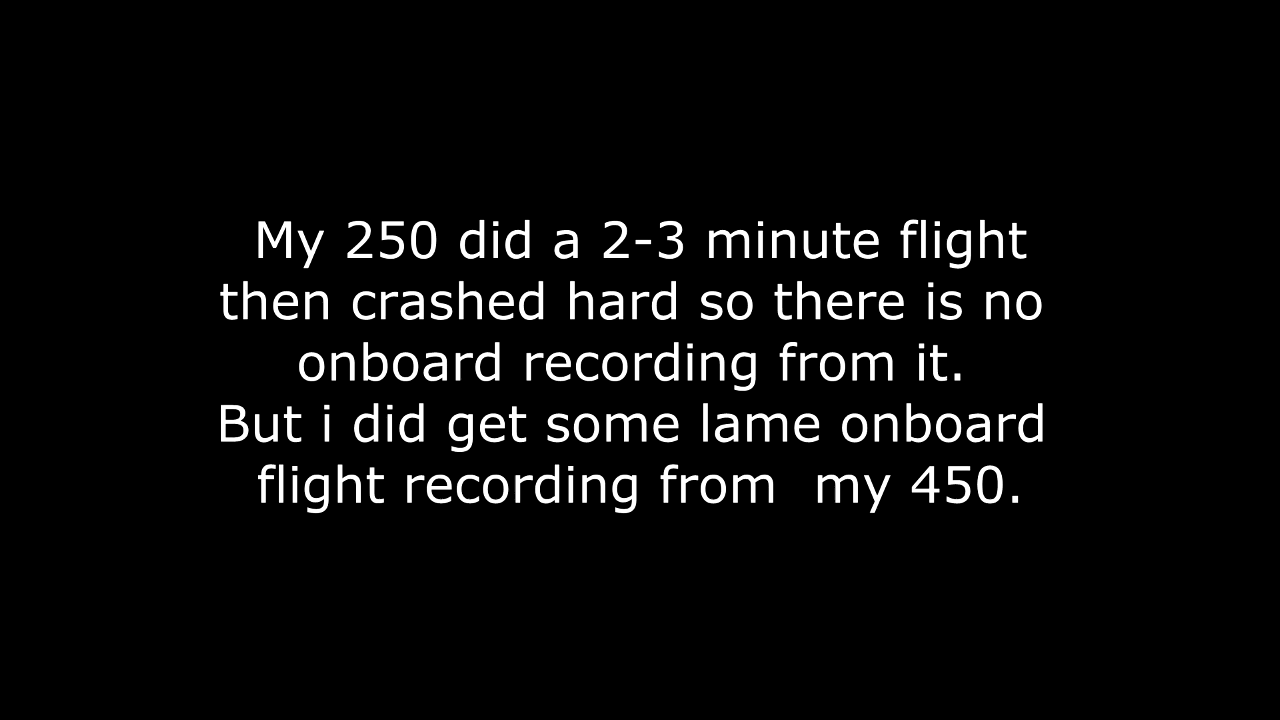 My 250 did a 2-3 minute flight
then crashed hard so there is no
onboard recording from it.
But i did get some lame onboard
flight recording from  my 450.